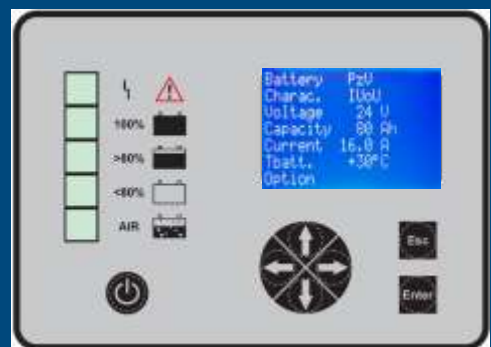 100%
>80%
<80%
AIR
Battery PzV
Charac. IUoU
Voltage 24 V
Capacity 80 Ah
Current 16.0 A
Tbatt. +30°C
Option
Esc
Enter